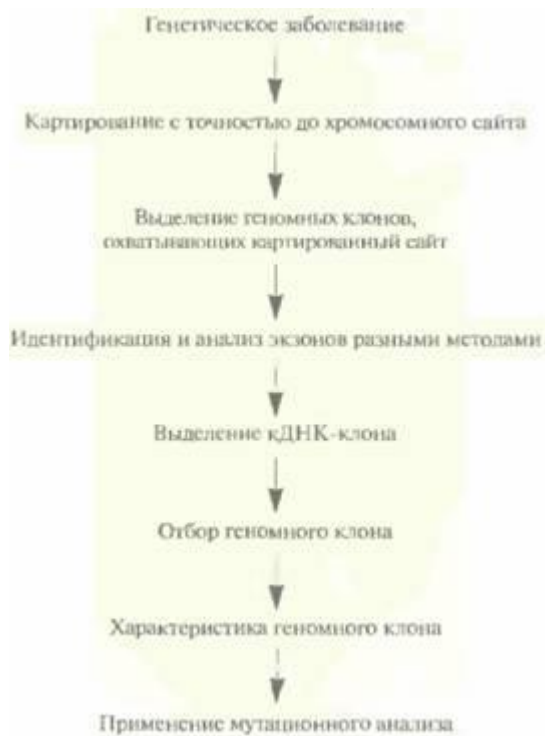 Генетическое заболевание
Картирование с точностью до хромосомного сайта
Выделение геномных клонов,
охватывающих картированный сайт
Идентификация и анализ экзонов разными методами
Выделение кДНК-клона
Отбор геномного клона
Характеристика геномного клона
Применение мутационного анализа